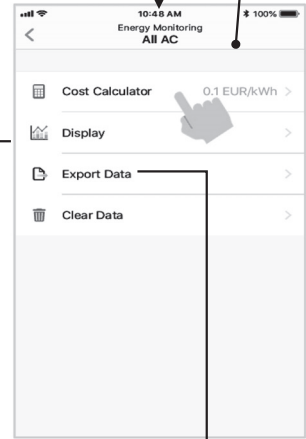 10:48 AM 100%
Energy Monitoring
All AC
Cost Calculator 0.1 EUR/kWh
Display
Export Data
Clear Data